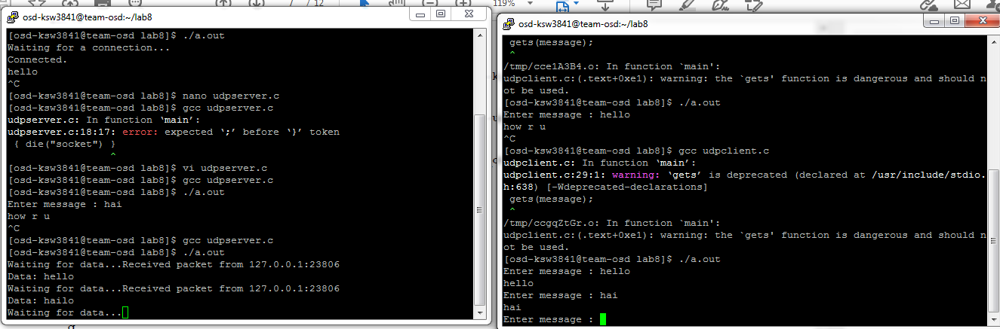 / / 12
119%
osd-ksw3841@team-osd:~/lab8
[osd-ksw3841@team-osd lab8]$ ./a.out
Waiting for a connection...
Connected.
hello
^C
[osd-ksw3841@team-osd lab8]$ nano udpserver.c
[osd-ksw3841@team-osd lab8]$ gcc udpserver.c
udpserver.c: In function ‘main’:
udpserver.c:18:17: error: expected ‘;’ before ‘}’ token
{ die("socket") }
^
[osd-ksw3841@team-osd lab8]$ vi udpserver.c
[osd-ksw3841@team-osd lab8]$ gcc udpserver.c
[osd-ksw3841@team-osd lab8]$ ./a.out
Enter message : hai
how r u
^C
[osd-ksw3841@team-osd lab8]$ gcc udpserver.c
[osd-ksw3841@team-osd lab8]$ ./a.out
Waiting for data...Received packet from 127.0.0.1:23806
Data: hello
Waiting for data...Received packet from 127.0.0.1:23806
Data: hailo
Waiting for data...
osd-ksw3841@team-osd:~/lab8
gets(message);
^
/tmp/cce1A3B4.o: In function `main':
udpclient.c:(.text+0xe1): warning: the `gets' function is dangerous and should n
ot be used.
[osd-ksw3841@team-osd lab8]$ ./a.out
Enter message : hello
how r u
^C
[osd-ksw3841@team-osd lab8]$ gcc udpclient.c
udpclient.c: In function ‘main’:
udpclient.c:29:1: warning: ‘gets’ is deprecated (declared at /usr/include/stdio.
h:638) [-Wdeprecated-declarations]
gets(message);
^
/tmp/ccgqZtGr.o: In function `main':
udpclient.c:(.text+0xe1): warning: the `gets' function is dangerous and should n
ot be used.
[osd-ksw3841@team-osd lab8]$ ./a.out
Enter message : hello
hello
Enter message : hai
hai
Enter message :